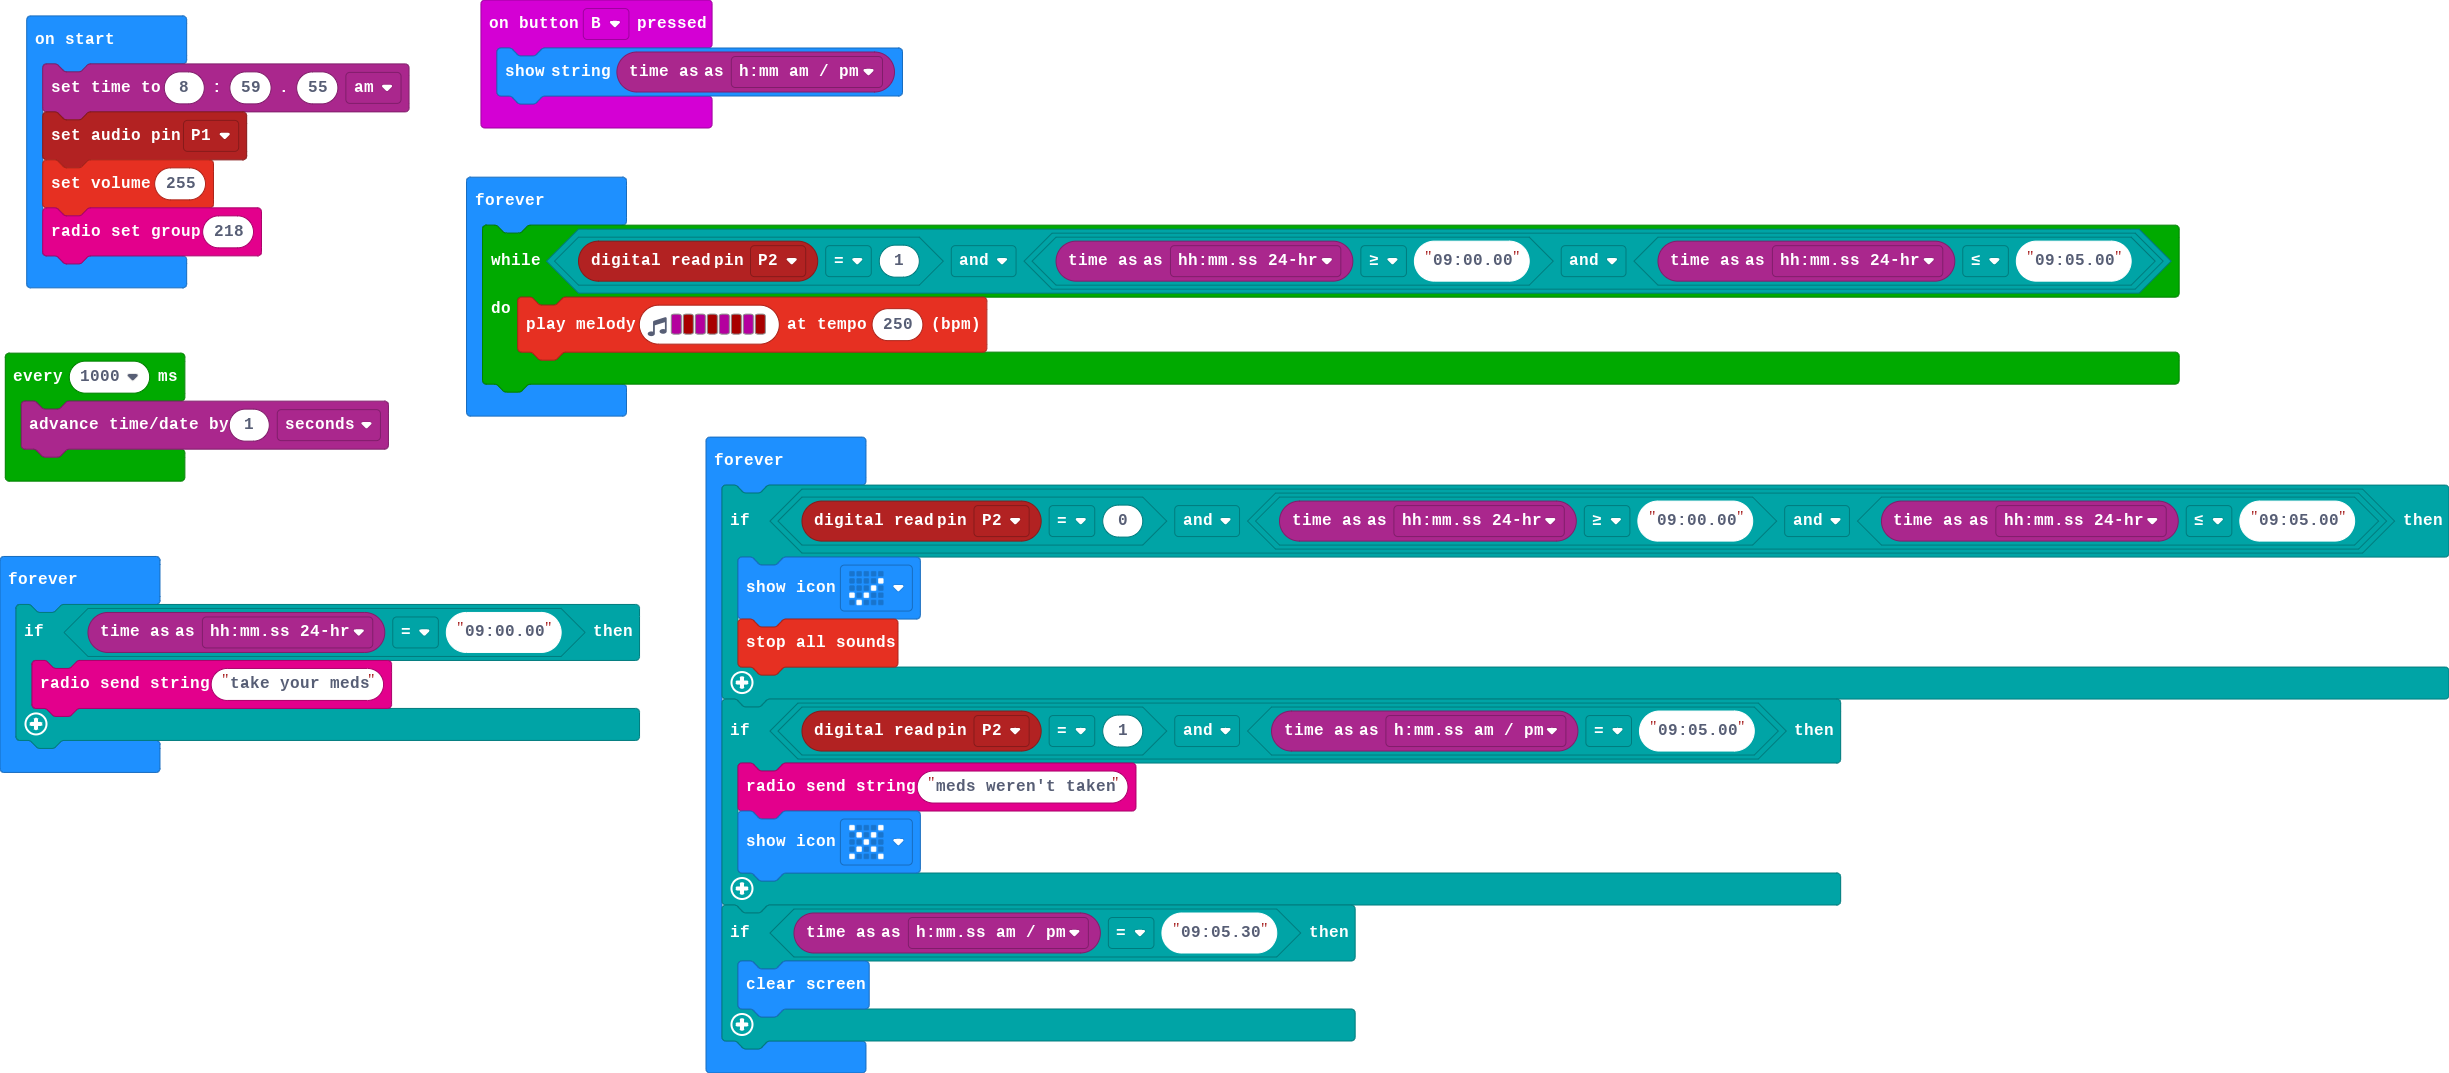 on start
set time to 8 : 59 . 55 am
set audio pin P1
set volume 255
radio set group 218
on button B pressed
show string time as as h:mm am / pm
forever
while digital read pin P2 = 1 and time as as hh:mm.ss 24-hr ≥ "09:00.00" and time as as hh:mm.ss 24-hr ≤ "09:05.00"
do play melody at tempo 250 (bpm)
every 1000 ms
advance time/date by 1 seconds
forever
if time as as hh:mm.ss 24-hr = "09:00.00" then
radio send string "take your meds"
forever
if digital read pin P2 = 0 and time as as hh:mm.ss 24-hr ≥ "09:00.00" and time as as hh:mm.ss 24-hr ≤ "09:05.00" then
show icon
stop all sounds
if digital read pin P2 = 1 and time as as h:mm.ss am / pm = "09:05.00" then
radio send string "meds weren't taken"
show icon
if time as as h:mm.ss am / pm = "09:05.30" then
clear screen